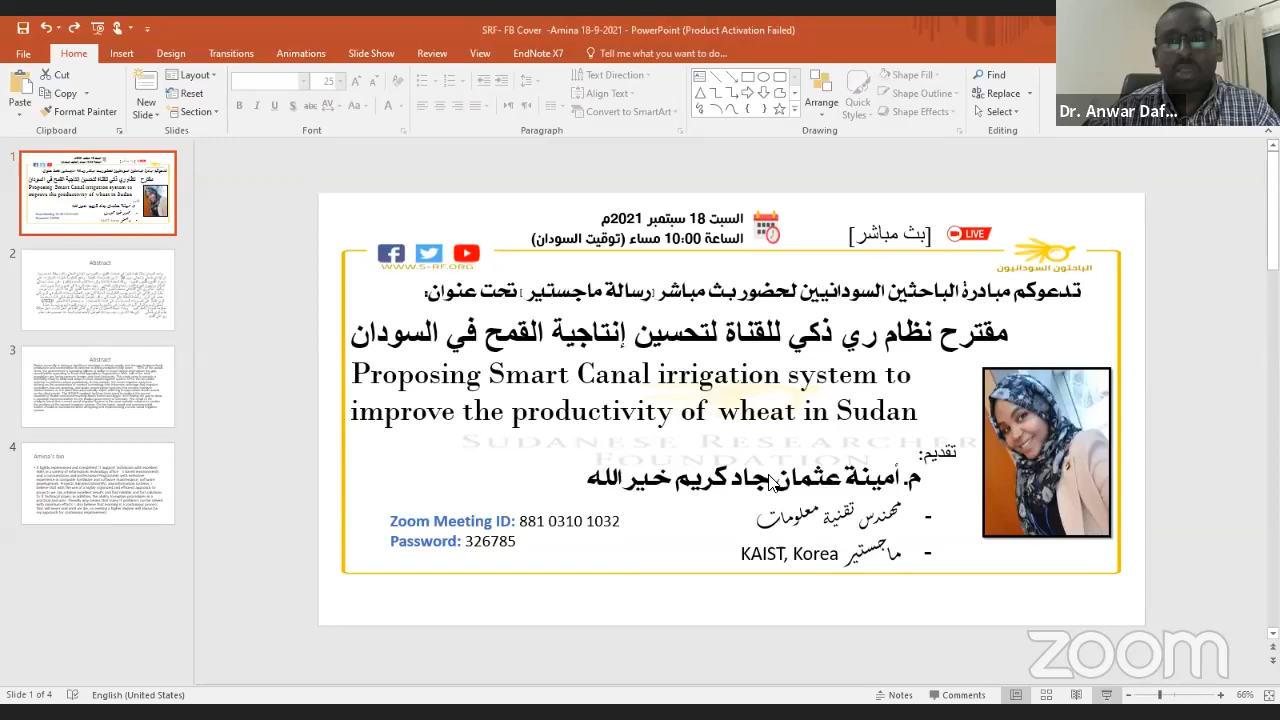 SRF- FB Cover -Amina 18-9-2021 - PowerPoint (Product Activation Failed)
File Home Insert Design Transitions Animations Slide Show Review View EndNote X7 Tell me what you want to do...
Paste
Cut
Copy
Format Painter
Clipboard
New Slide
Layout
Reset
Section
Slides
25
Font
Text Direction
Align Text
Convert to SmartArt
Paragraph
Arrange
Quick Styles
Shape Fill
Shape Outline
Shape Effects
Drawing
Find
Replace
Select
Editing
Dr. Anwar Daf...
1
2
Abstract
3
Abstract
4
Amina's bio
السبت 18 سبتمبر 2021م
الساعة 10:00 مساء (توقيت السودان)
[بث مباشر]
LIVE
WWW.S-RF.ORG
الباحثون السودانيون
تدعوكم مبادرة الباحثين السودانيين لحضور بث مباشر [رسالة ماجستير] تحت عنوان:
مقترح نظام ري ذكي للقناة لتحسين إنتاجية القمح في السودان
Proposing Smart Canal irrigation system to
improve the productivity of wheat in Sudan
Sudanese Researcher
Foundation
تقديم:
م. أمينة عثمان جاد كريم خير الله
- مهندس تقنية معلومات
- ماجستير KAIST, Korea
Zoom Meeting ID: 881 0310 1032
Password: 326785
zoom
Slide 1 of 4 English (United States) Notes Comments 66%